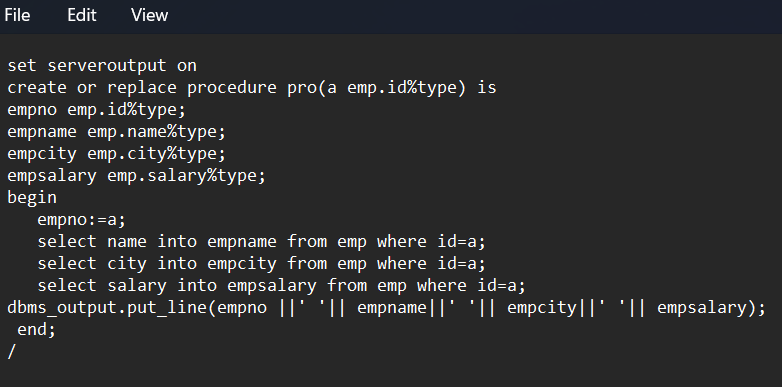 File Edit View
set serveroutput on
create or replace procedure pro(a emp.id%type) is
empno emp.id%type;
empname emp.name%type;
empcity emp.city%type;
empsalary emp.salary%type;
begin
   empno:=a;
   select name into empname from emp where id=a;
   select city into empcity from emp where id=a;
   select salary into empsalary from emp where id=a;
dbms_output.put_line(empno ||' '|| empname||' '|| empcity||' '|| empsalary);
 end;
/